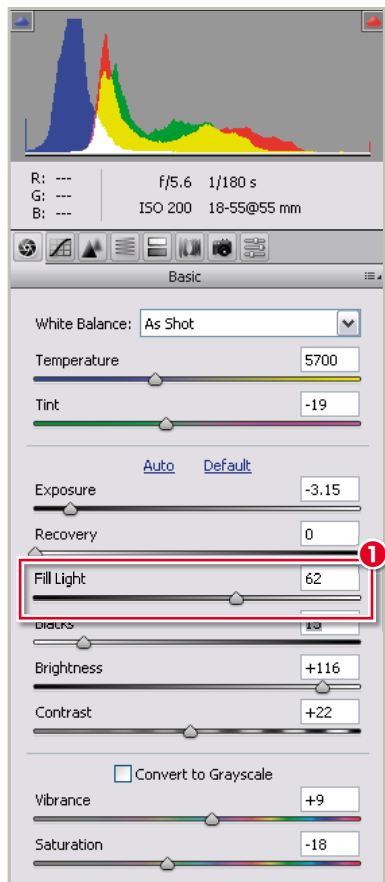 R: --- f/5.6 1/180 s
G: ---
B: --- ISO 200 18-55@55 mm
Basic
White Balance: As Shot
Temperature 5700
Tint -19
Auto Default
Exposure -3.15
Recovery 0
1
Fill Light 62
Blacks 15
Brightness +116
Contrast +22
Convert to Grayscale
Vibrance +9
Saturation -18